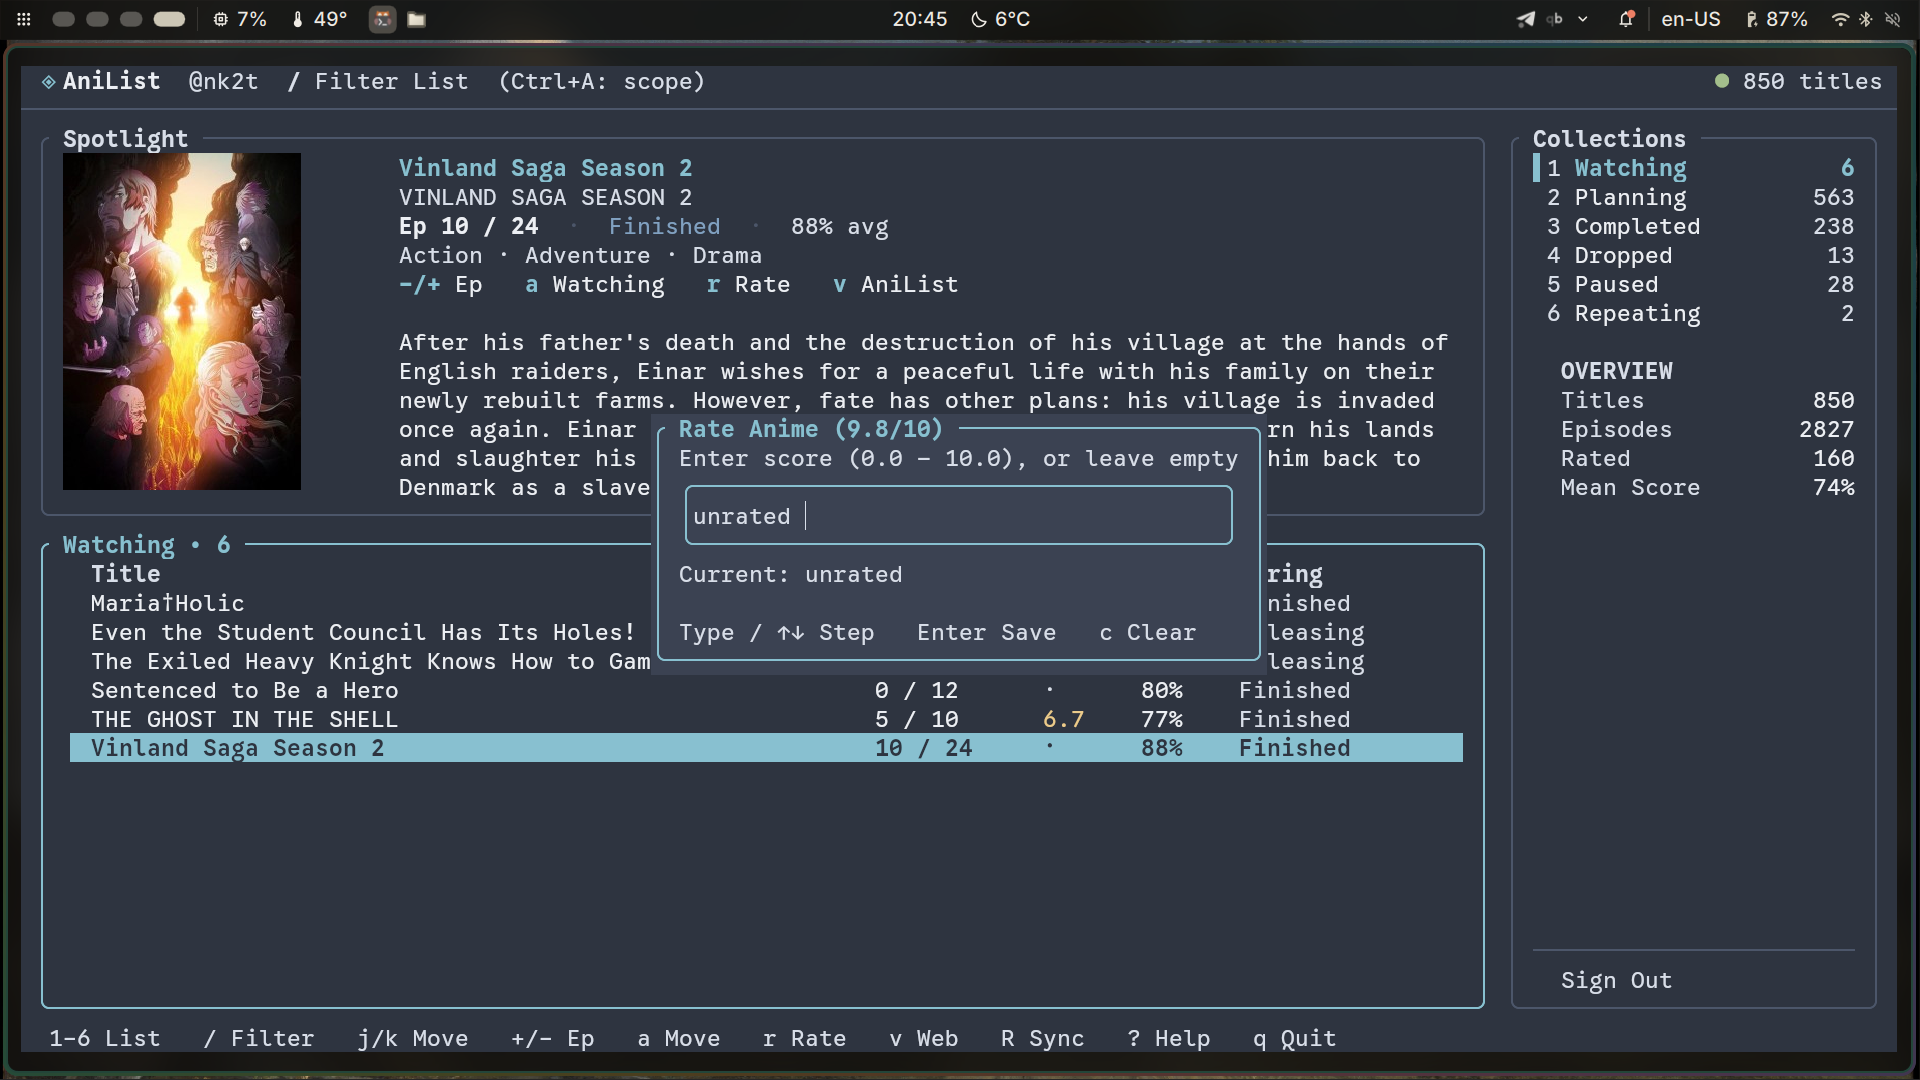 7% 49° 20:45 6°C qb en-US 87%
AniList @nk2t / Filter List (Ctrl+A: scope) 850 titles
Spotlight
Vinland Saga Season 2
VINLAND SAGA SEASON 2
Ep 10 / 24 · Finished · 88% avg
Action · Adventure · Drama
-/+ Ep a Watching r Rate v AniList
After his father's death and the destruction of his village at the hands of
English raiders, Einar wishes for a peaceful life with his family on their
newly rebuilt farms. However, fate has other plans: his village is invaded
once again. Einar rn his lands
and slaughter his him back to
Denmark as a slave
Rate Anime (9.8/10)
Enter score (0.0 – 10.0), or leave empty
unrated
Current: unrated
Type / ↑↓ Step Enter Save c Clear
Watching • 6
Title ring
Maria†Holic nished
Even the Student Council Has Its Holes! leasing
The Exiled Heavy Knight Knows How to Gam leasing
Sentenced to Be a Hero 0 / 12 · 80% Finished
THE GHOST IN THE SHELL 5 / 10 6.7 77% Finished
Vinland Saga Season 2 10 / 24 · 88% Finished
Collections
1 Watching 6
2 Planning 563
3 Completed 238
4 Dropped 13
5 Paused 28
6 Repeating 2
OVERVIEW
Titles 850
Episodes 2827
Rated 160
Mean Score 74%
Sign Out
1-6 List / Filter j/k Move +/- Ep a Move r Rate v Web R Sync ? Help q Quit